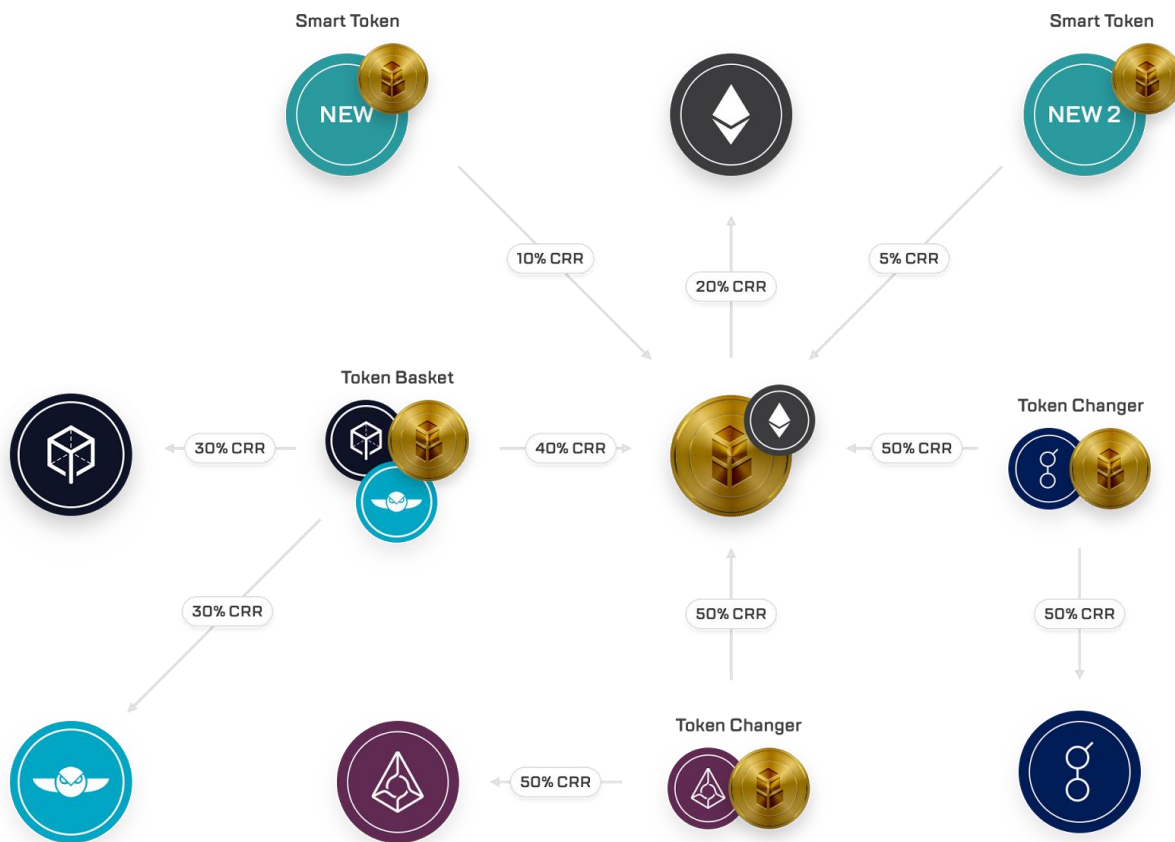 Smart Token
Smart Token
NEW
NEW 2
10% CRR
20% CRR
5% CRR
Token Basket
Token Changer
30% CRR
40% CRR
50% CRR
30% CRR
50% CRR
50% CRR
Token Changer
50% CRR